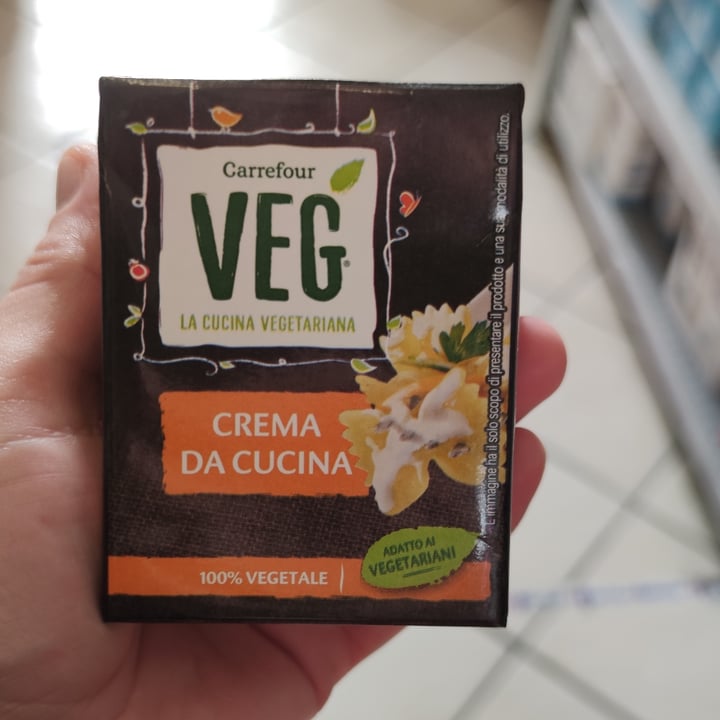 Carrefour
VEG®
LA CUCINA VEGETARIANA
CREMA
DA CUCINA
100% VEGETALE
ADATTO AI
VEGETARIANI
L'immagine ha il solo scopo di presentare il prodotto e una sua modalità di utilizzo.